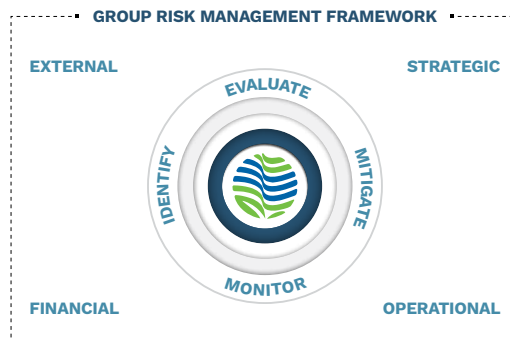 GROUP RISK MANAGEMENT FRAMEWORK
EXTERNAL
STRATEGIC
EVALUATE
IDENTIFY
MITIGATE
MONITOR
FINANCIAL
OPERATIONAL